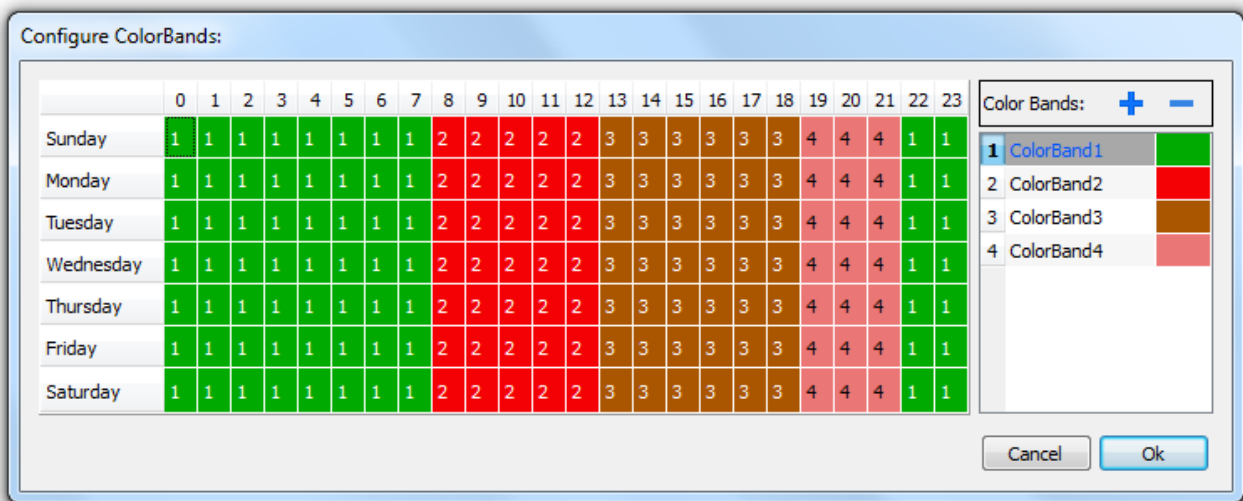 Configure ColorBands:
0 1 2 3 4 5 6 7 8 9 10 11 12 13 14 15 16 17 18 19 20 21 22 23
Sunday 1 1 1 1 1 1 1 1 2 2 2 2 2 3 3 3 3 3 3 4 4 4 1 1
Monday 1 1 1 1 1 1 1 1 2 2 2 2 2 3 3 3 3 3 3 4 4 4 1 1
Tuesday 1 1 1 1 1 1 1 1 2 2 2 2 2 3 3 3 3 3 3 4 4 4 1 1
Wednesday 1 1 1 1 1 1 1 1 2 2 2 2 2 3 3 3 3 3 3 4 4 4 1 1
Thursday 1 1 1 1 1 1 1 1 2 2 2 2 2 3 3 3 3 3 3 4 4 4 1 1
Friday 1 1 1 1 1 1 1 1 2 2 2 2 2 3 3 3 3 3 3 4 4 4 1 1
Saturday 1 1 1 1 1 1 1 1 2 2 2 2 2 3 3 3 3 3 3 4 4 4 1 1
Color Bands:
1 ColorBand1
2 ColorBand2
3 ColorBand3
4 ColorBand4
Cancel Ok